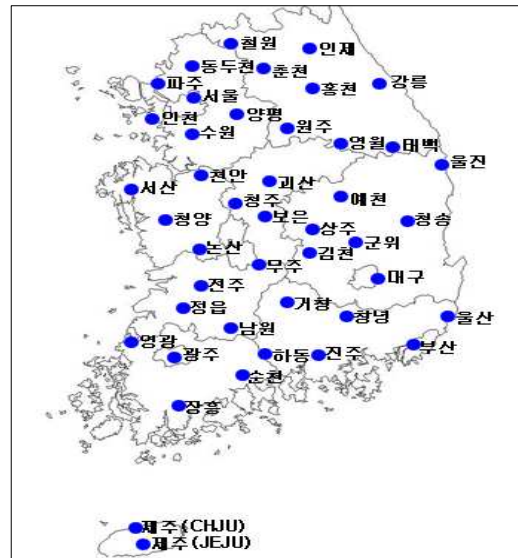 철원
인제
동두천
춘천
파주
홍천
강릉
서울
인천
양평
수원
원주
영월
태백
울진
천안
괴산
서산
청주
예천
청양
보은
상주
청송
군위
논산
김천
무주
대구
전주
거창
정읍
창녕
울산
남원
영광
부산
광주
하동
진주
순천
장흥
제주(CHJU)
제주(JEJU)